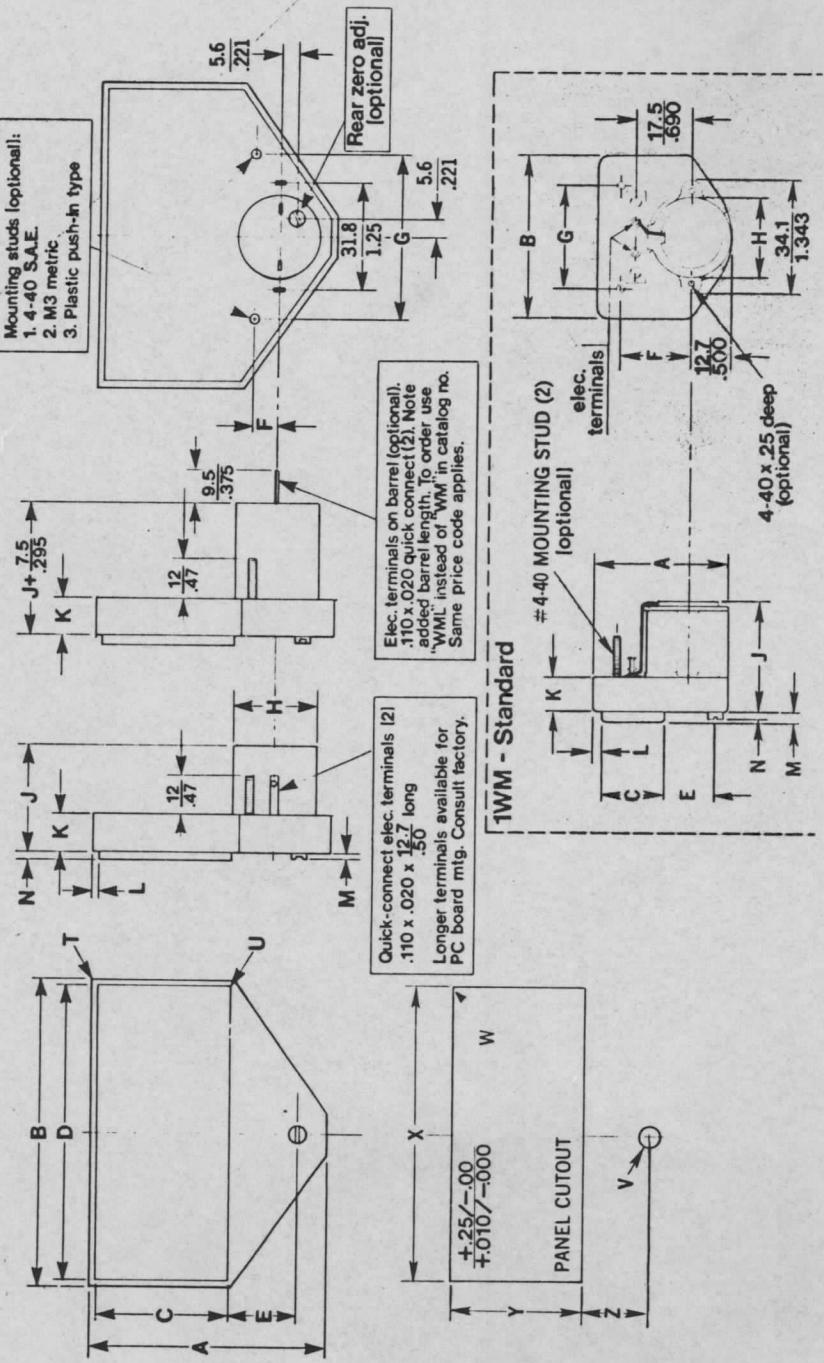 Mounting studs (optional):
1. 4-40 S.A.E.
2. M3 metric
3. Plastic push-in type
5.6
.221
Rear zero adj.
(optional)
5.6
.221
31.8
1.25
G
F
9.5
.375
J+ 7.5
.295
K
12
.47
Elec. terminals on barrel (optional).
.110 x .020 quick connect (2). Note
added barrel length. To order use
"WML" instead of "WM" in catalog no.
Same price code applies.
H
J
K
12
.47
N
L
M
Quick-connect elec. terminals (2)
.110 x .020 x 12.7 long
.50
Longer terminals available for
PC board mtg. Consult factory.
T
U
B
D
C
E
A
X
W
+.25/-.00
+.010/-.000
PANEL CUTOUT
Y
Z
V
1WM - Standard
#4-40 MOUNTING STUD (2)
(optional)
K
L
C
E
N
M
J
A
elec.
terminals
B
G
F
12.7
.500
17.5
.690
H
34.1
1.343
4-40 x .25 deep
(optional)